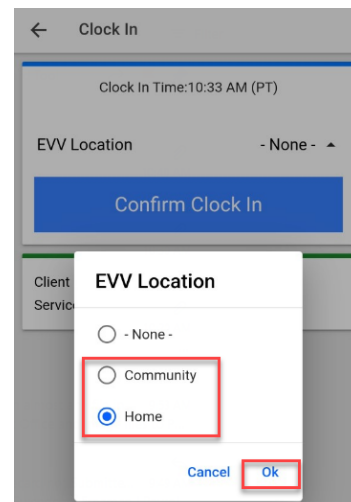 Clock In
Clock In Time:10:33 AM (PT)
EVV Location - None -
Confirm Clock In
Client
EVV Location
- None -
Community
Home
Cancel Ok